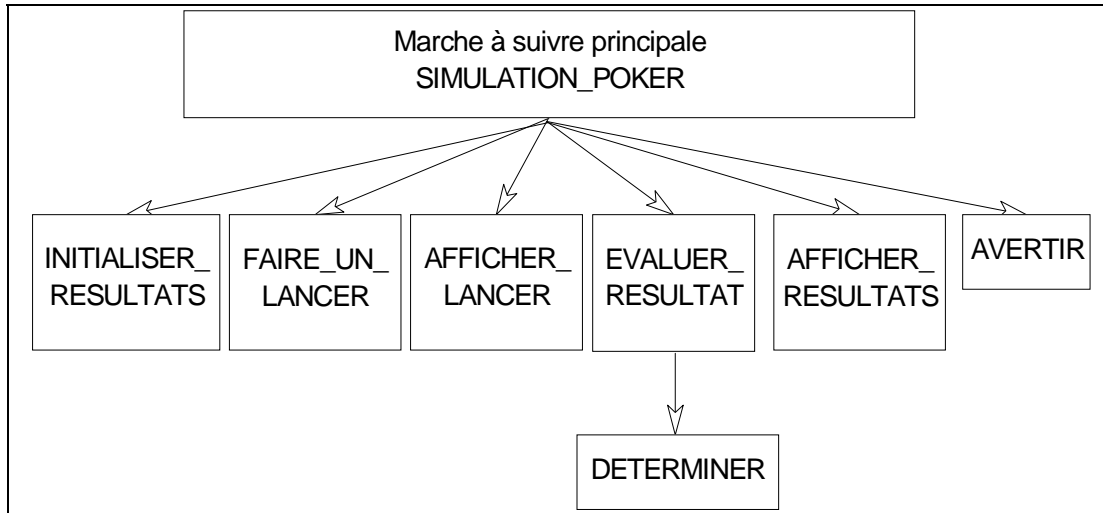 Marche à suivre principale
SIMULATION_POKER
INITIALISER_
RESULTATS
FAIRE_UN_
LANCER
AFFICHER_
LANCER
EVALUER_
RESULTAT
AFFICHER_
RESULTATS
AVERTIR
DETERMINER